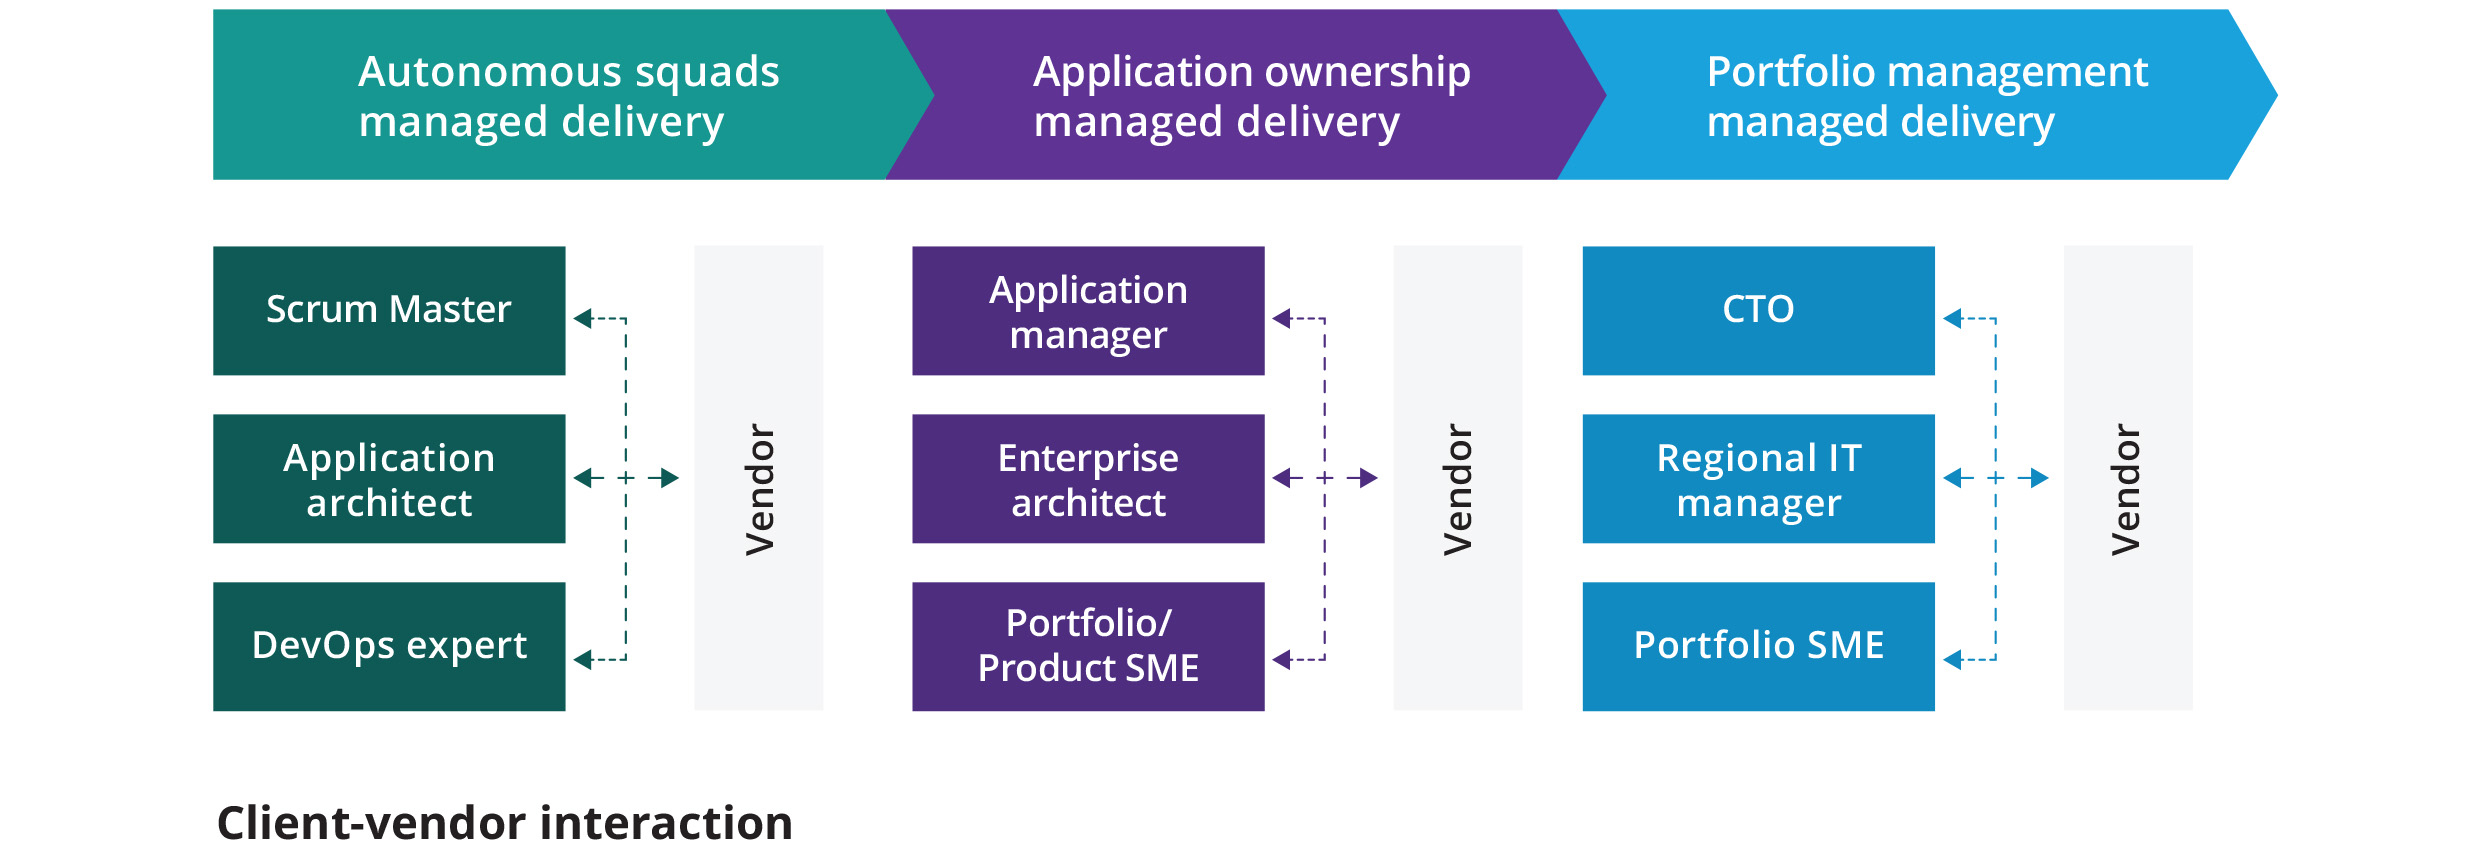 Autonomous squads
managed delivery
Application ownership
managed delivery
Portfolio management
managed delivery
Scrum Master
Application
architect
DevOps expert
Vendor
Application
manager
Enterprise
architect
Portfolio/
Product SME
Vendor
CTO
Regional IT
manager
Portfolio SME
Vendor
Client-vendor interaction